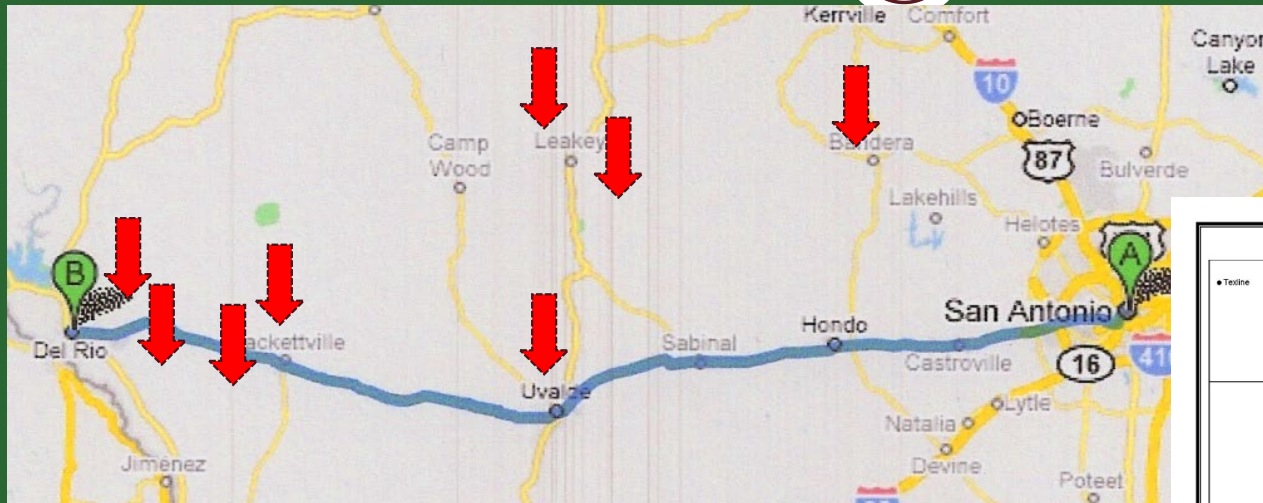 Kerrville Comfort
Canyon
Lake
10
Boerne
87
Bulverde
Camp
Wood
Leakey
Bandera
Lakehills
Helotes
A
B
Texline
San Antonio
Del Rio
ackettville
Sabinal
Hondo
Castroville
16
410
Uvalde
Lytle
Natalia
Devine
Jimenez
Poteet